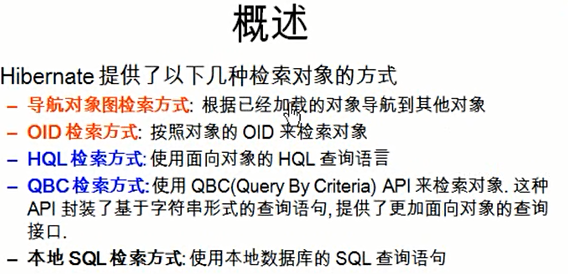 概述
Hibernate 提供了以下几种检索对象的方式
– 导航对象图检索方式: 根据已经加载的对象导航到其他对象
– OID 检索方式: 按照对象的 OID 来检索对象
– HQL 检索方式: 使用面向对象的 HQL 查询语言
– QBC 检索方式: 使用 QBC(Query By Criteria) API 来检索对象. 这种
API 封装了基于字符串形式的查询语句, 提供了更加面向对象的查询
接口.
– 本地 SQL 检索方式: 使用本地数据库的 SQL 查询语句